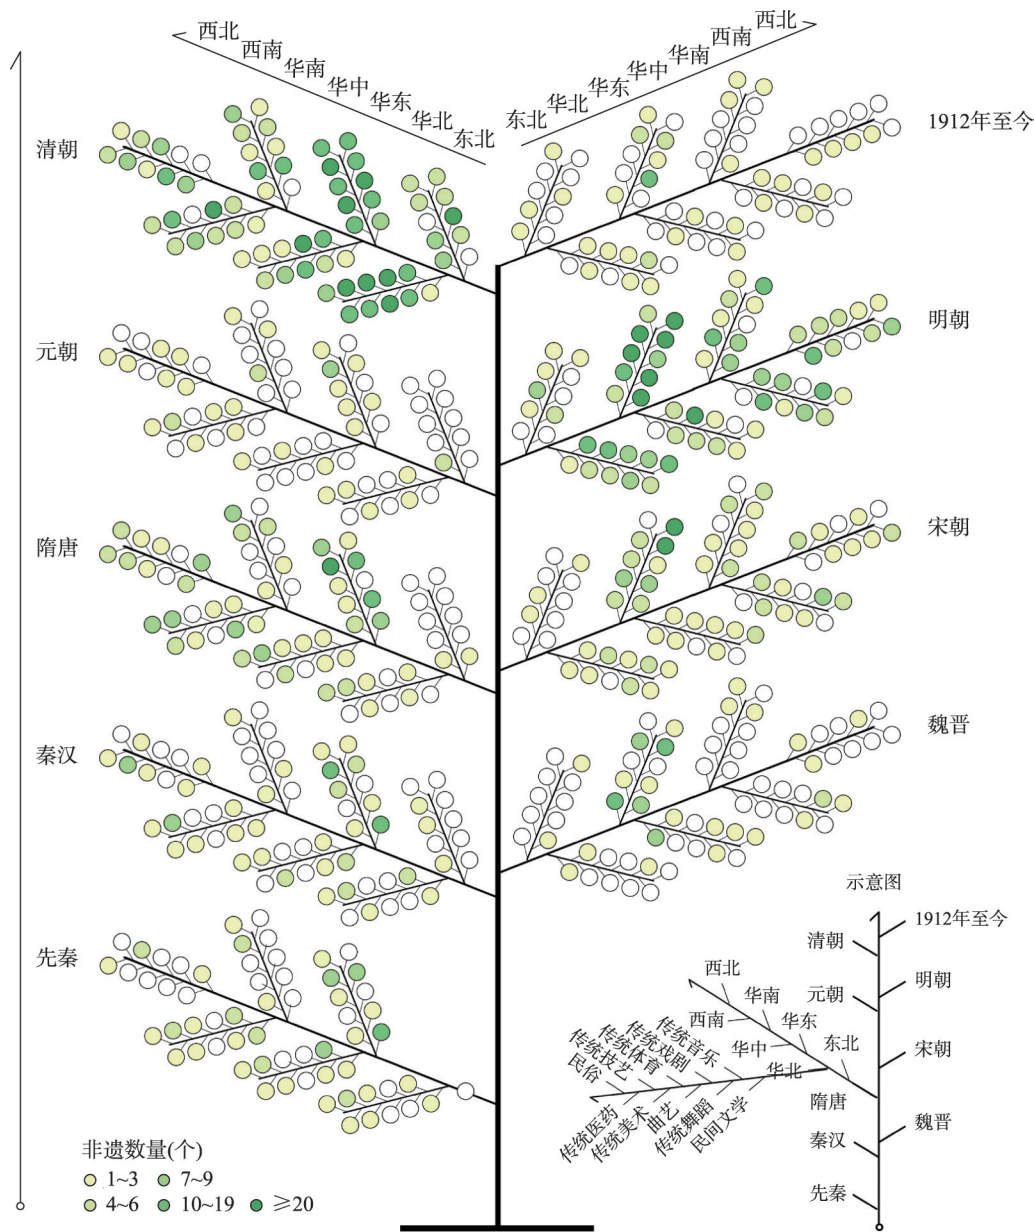 西北
西南
华南
华中
华东
华北
东北
西北
西南
华南
华中
华东
华北
东北
清朝
1912年至今
元朝
明朝
隋唐
宋朝
秦汉
魏晋
先秦
示意图
1912年至今
清朝
明朝
元朝
宋朝
隋唐
魏晋
秦汉
先秦
西北
华南
西南
华东
华中
东北
华北
传统音乐
传统戏剧
传统体育
传统技艺
民俗
传统医药
传统美术
曲艺
传统舞蹈
民间文学
非遗数量(个)
1~3 7~9
4~6 10~19 ≥20